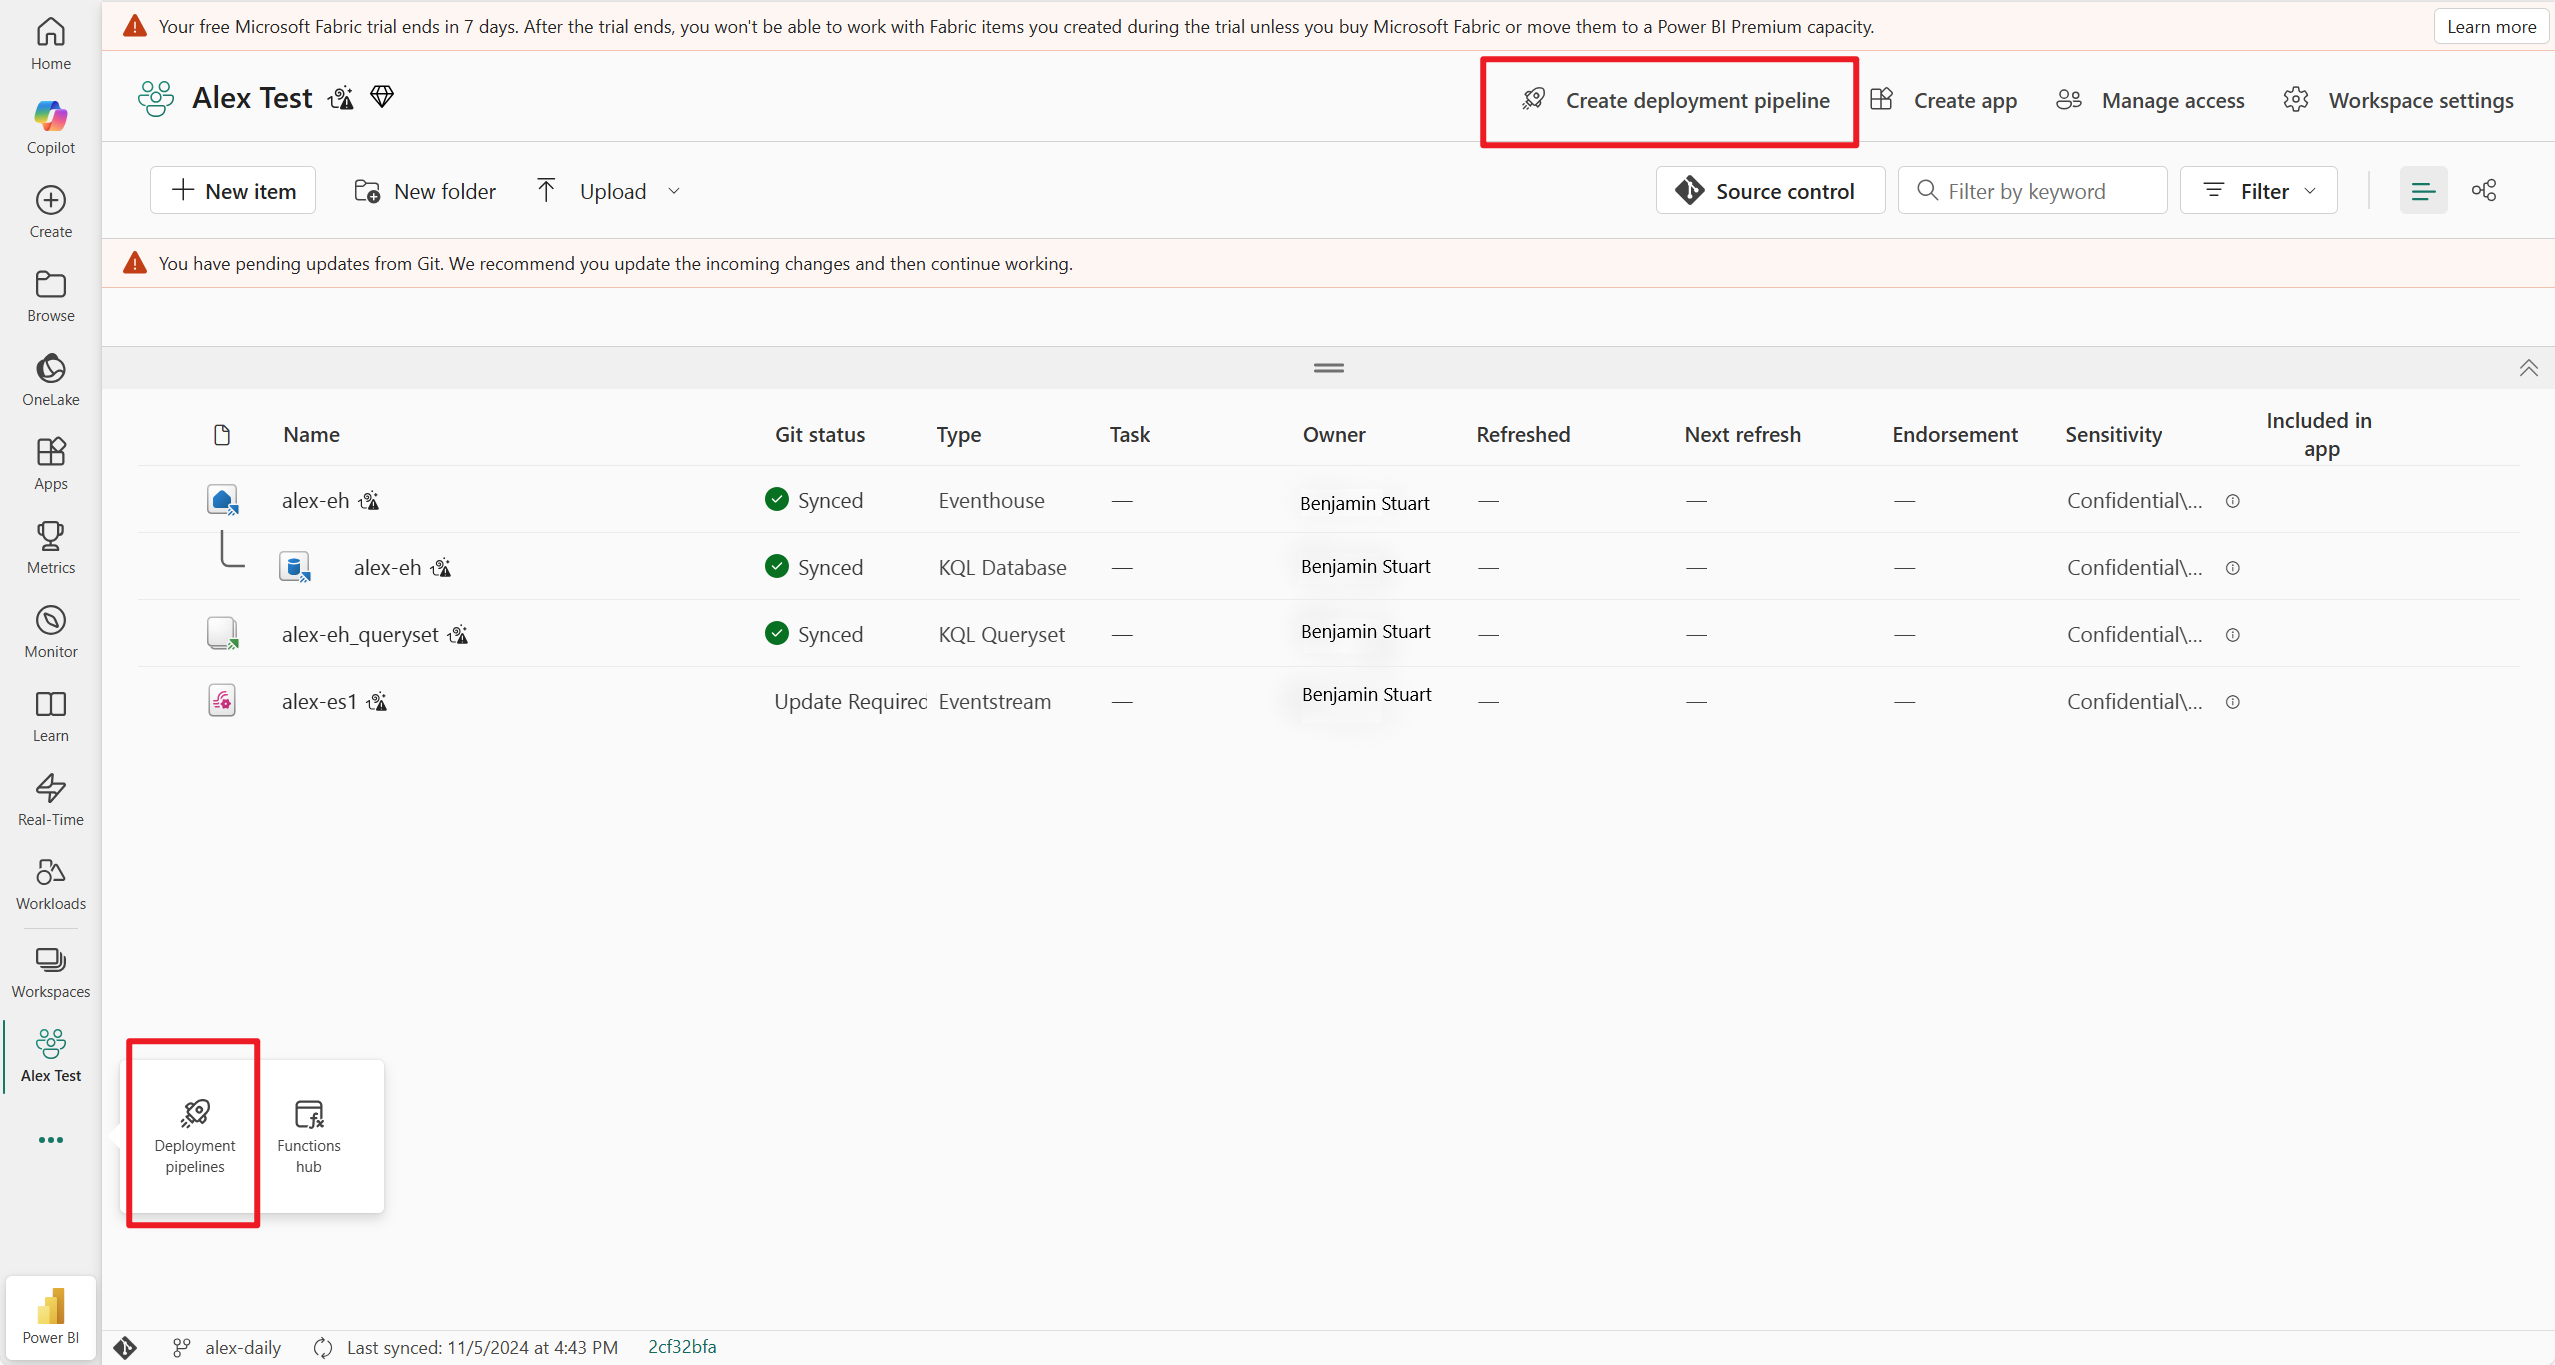 Your free Microsoft Fabric trial ends in 7 days. After the trial ends, you won't be able to work with Fabric items you created during the trial unless you buy Microsoft Fabric or move them to a Power BI Premium capacity.
Learn more
Home
Copilot
Create
Browse
OneLake
Apps
Metrics
Monitor
Learn
Real-Time
Workloads
Workspaces
Alex Test
Power BI
Alex Test
Create deployment pipeline
Create app
Manage access
Workspace settings
New item
New folder
Upload
Source control
Filter by keyword
Filter
You have pending updates from Git. We recommend you update the incoming changes and then continue working.
Name Git status Type Task Owner Refreshed Next refresh Endorsement Sensitivity Included in
app
alex-eh Synced Eventhouse — Benjamin Stuart — — — Confidential\...
alex-eh Synced KQL Database — Benjamin Stuart — — — Confidential\...
alex-eh_queryset Synced KQL Queryset — Benjamin Stuart — — — Confidential\...
alex-es1 Update Required Eventstream — Benjamin Stuart — — — Confidential\...
Deployment
pipelines
Functions
hub
alex-daily Last synced: 11/5/2024 at 4:43 PM 2cf32bfa